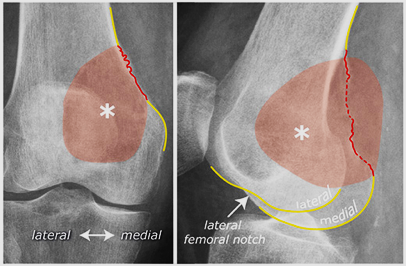 *
lateral ↔ medial
*
lateral
medial
lateral
femoral notch